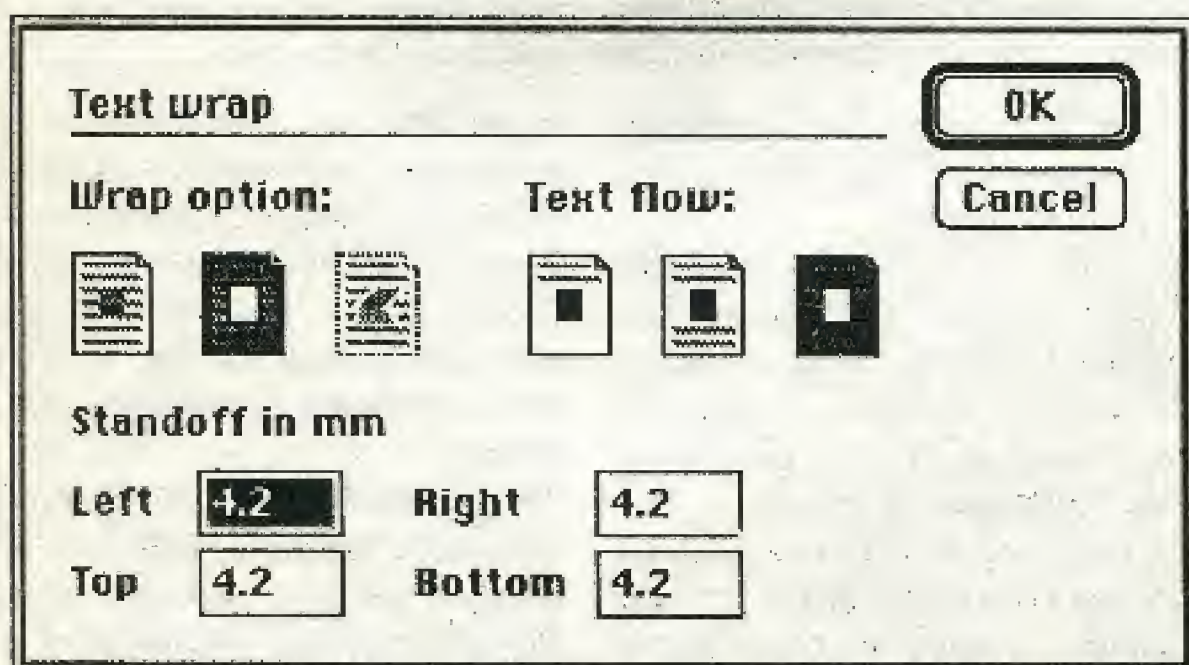 Text wrap
OK
Wrap option: Text flow: Cancel
Standoff in mm
Left 4.2 Right 4.2
Top 4.2 Bottom 4.2